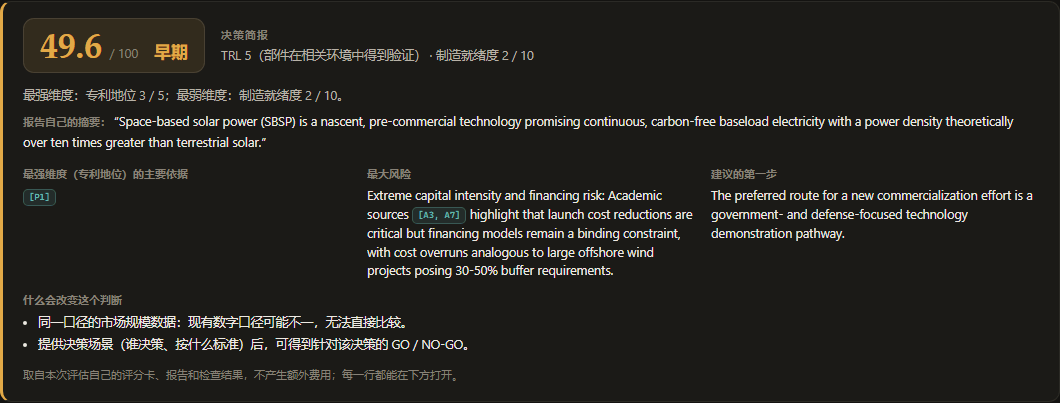 49.6 / 100 早期
决策简报
TRL 5（部件在相关环境中得到验证） · 制造就绪度 2 / 10
最强维度：专利地位 3 / 5；最弱维度：制造就绪度 2 / 10。
报告自己的摘要： “Space-based solar power (SBSP) is a nascent, pre-commercial technology promising continuous, carbon-free baseload electricity with a power density theoretically
over ten times greater than terrestrial solar.”
最强维度（专利地位）的主要依据
[P1]
最大风险
Extreme capital intensity and financing risk: Academic
sources [A3, A7] highlight that launch cost reductions are
critical but financing models remain a binding constraint,
with cost overruns analogous to large offshore wind
projects posing 30-50% buffer requirements.
建议的第一步
The preferred route for a new commercialization effort is a
government- and defense-focused technology
demonstration pathway.
什么会改变这个判断
• 同一口径的市场规模数据：现有数字口径可能不一，无法直接比较。
• 提供决策场景（谁决策、按什么标准）后，可得到针对该决策的 GO / NO-GO。
取自本次评估自己的评分卡、报告和检查结果，不产生额外费用；每一行都能在下方打开。